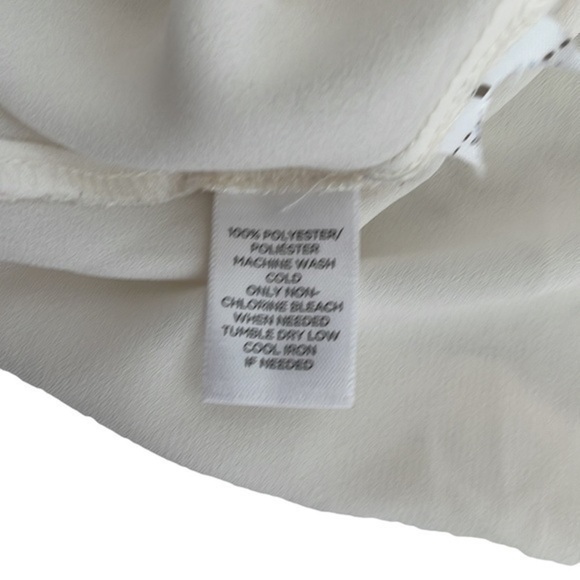 100% POLYESTER/
POLIÉSTER
MACHINE WASH
COLD
ONLY NON-
CHLORINE BLEACH
WHEN NEEDED
TUMBLE DRY LOW
COOL IRON
IF NEEDED